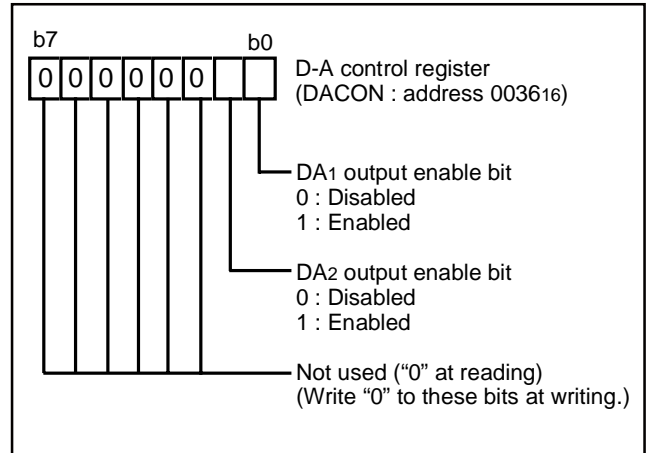 b7 b0
0 0 0 0 0 0
D-A control register
(DACON : address 003616)
DA1 output enable bit
0 : Disabled
1 : Enabled
DA2 output enable bit
0 : Disabled
1 : Enabled
Not used (“0” at reading)
(Write “0” to these bits at writing.)